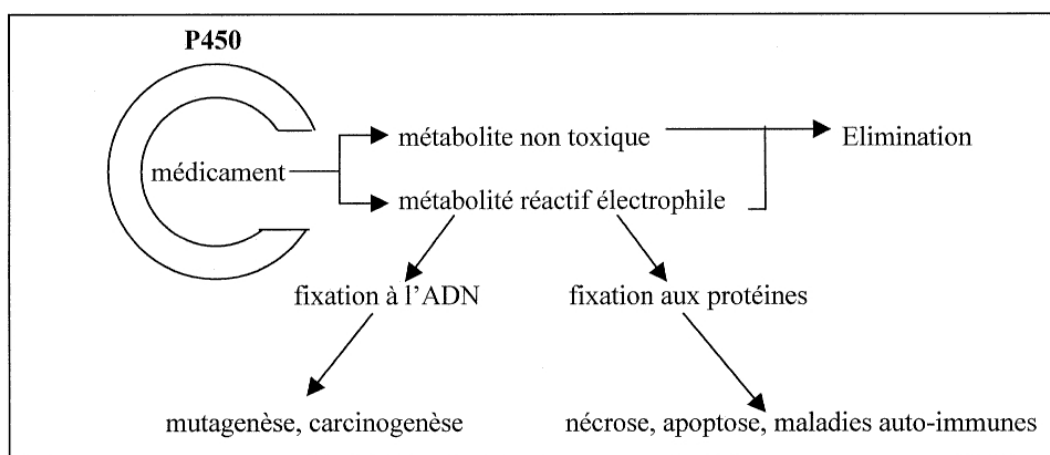 P450
métabolite non toxique
Elimination
médicament
métabolité réactif électrophile
fixation à l'ADN
fixation aux protéines
mutagenèse, carcinogenèse
nécrose, apoptose, maladies auto-immunes